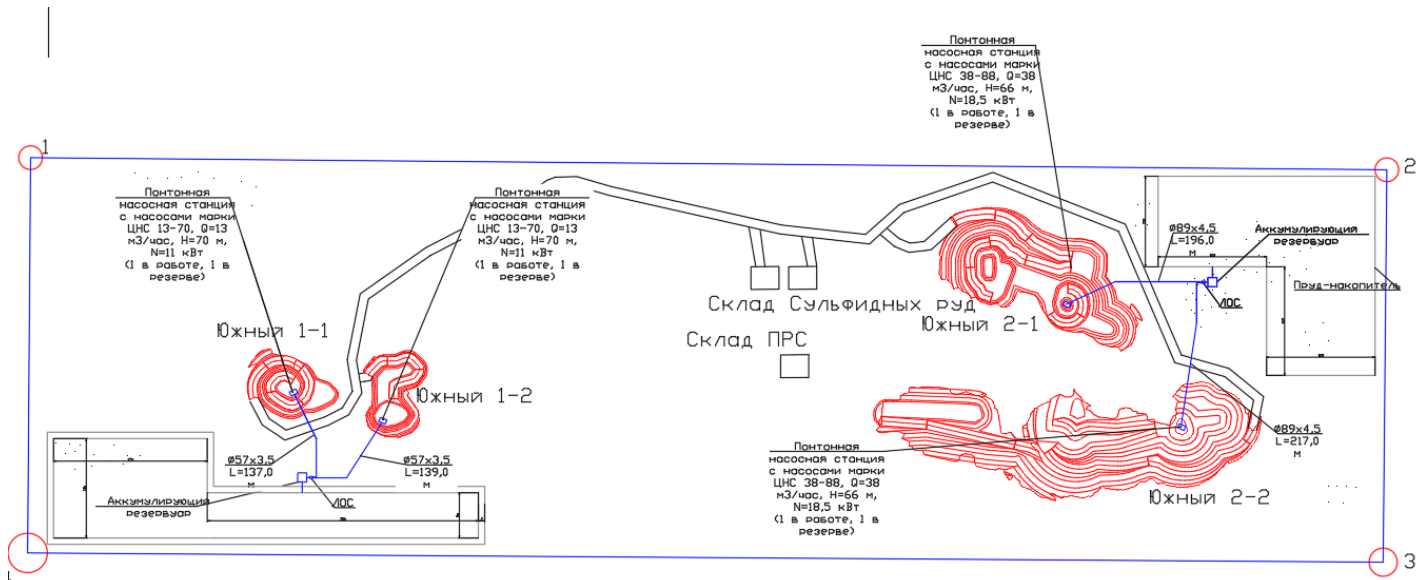 Понтонная
насосная станция
с насосами марки
ЦНС 38-88, Q=38
м3/час, Н=66 м,
N=18,5 кВт
(1 в работе, 1 в
резерве)
1
2
Понтонная
насосная станция
с насосами марки
ЦНС 13-70, Q=13
м3/час, Н=70 м,
N=11 кВт
(1 в работе, 1 в
резерве)
Понтонная
насосная станция
с насосами марки
ЦНС 13-70, Q=13
м3/час, Н=70 м,
N=11 кВт
(1 в работе, 1 в
резерве)
ø89х4,5
L=196,0
м
Аккумулирующий
резервуар
Пруд-накопитель
ЛОС
Склад Сульфидных руд
Южный 2-1
Склад ПРС
Южный 1-1
Южный 1-2
ø89х4,5
L=217,0
м
Понтонная
насосная станция
с насосами марки
ЦНС 38-88, Q=38
м3/час, Н=66 м,
N=18,5 кВт
(1 в работе, 1 в
резерве)
Южный 2-2
ø57х3,5
L=137,0
м
ø57х3,5
L=139,0
м
Аккумулирующий
резервуар
ЛОС
3